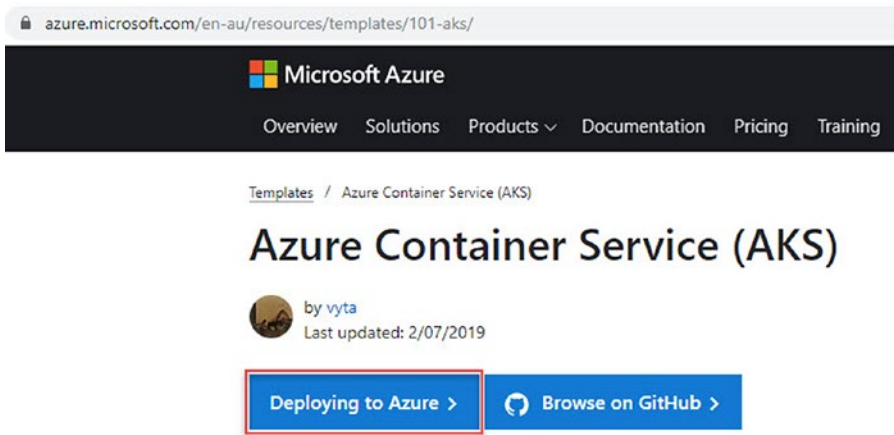 azure.microsoft.com/en-au/resources/templates/101-aks/
Microsoft Azure
Overview Solutions Products Documentation Pricing Training
Templates / Azure Container Service (AKS)
Azure Container Service (AKS)
by vyta
Last updated: 2/07/2019
Deploying to Azure > Browse on GitHub >